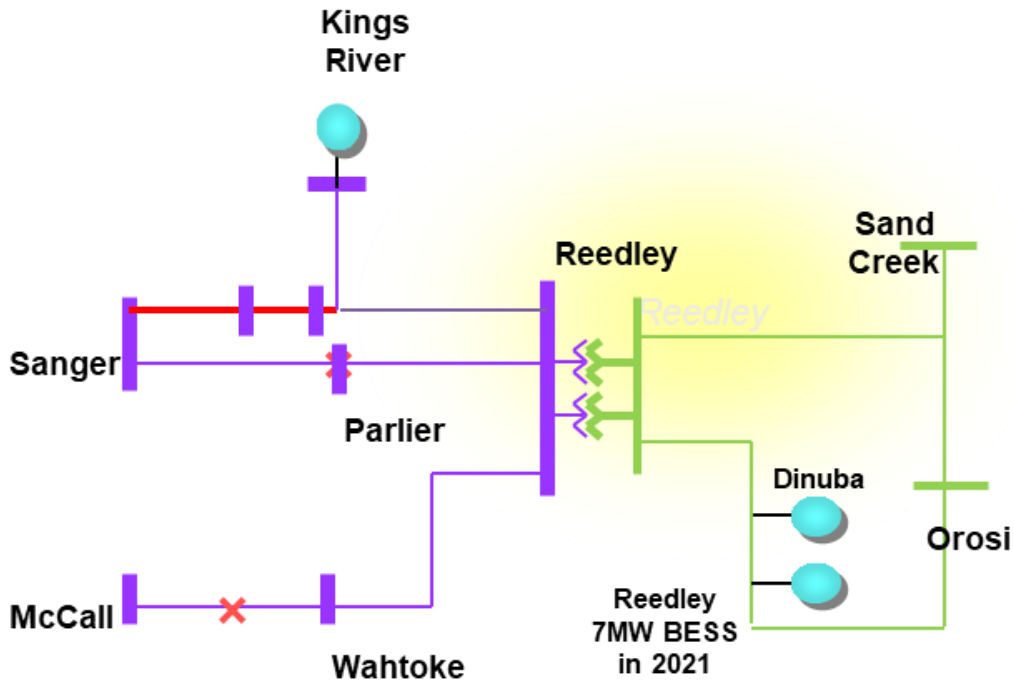 Kings
River
Sand
Creek
Reedley
Reedley
Sanger
Parlier
Dinuba
Orosi
McCall
Reedley
7MW BESS
in 2021
Wahtoke